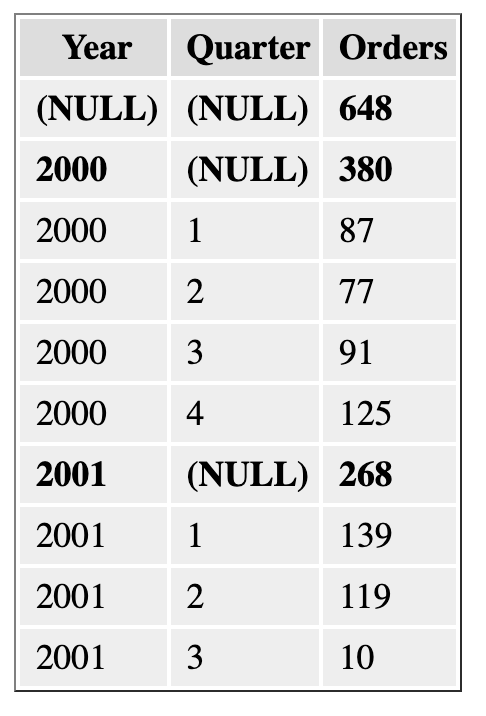 Year Quarter Orders
(NULL) (NULL) 648
2000 (NULL) 380
2000 1 87
2000 2 77
2000 3 91
2000 4 125
2001 (NULL) 268
2001 1 139
2001 2 119
2001 3 10